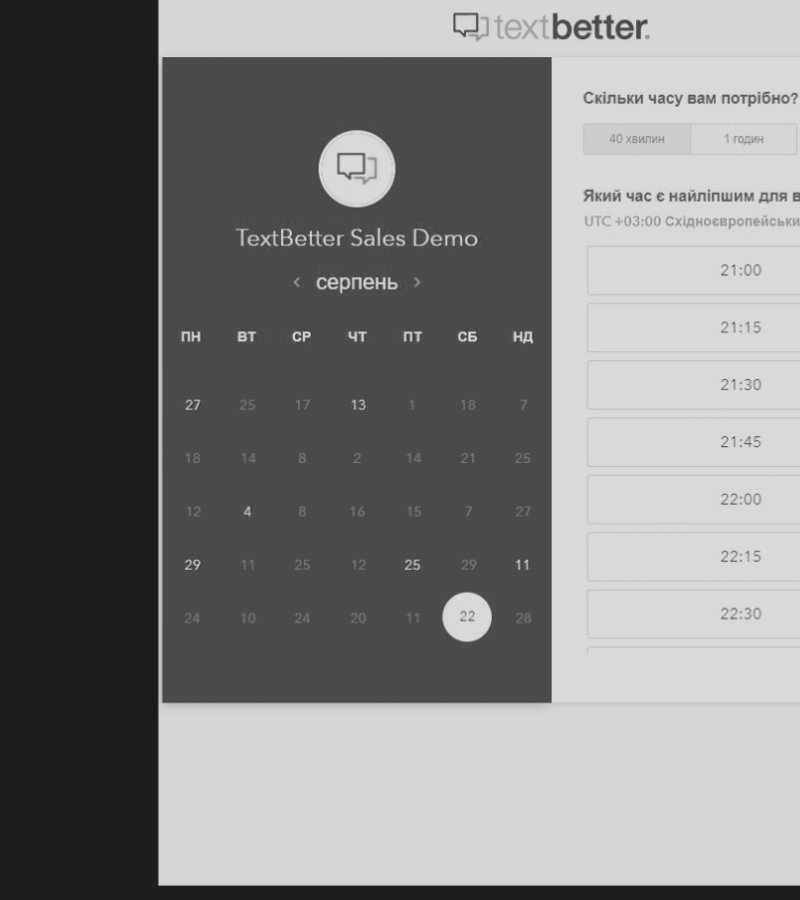 textbetter.
TextBetter Sales Demo
‹ серпень ›
ПН ВТ СР ЧТ ПТ СБ НД
27 25 17 13 1 18 7
18 14 8 2 14 21 25
12 4 8 16 15 7 27
29 11 25 12 25 29 11
24 10 24 20 11 22 28
Скільки часу вам потрібно?
40 хвилин 1 годин
Який час є найліпшим для в
UTC +03:00 Східноєвропейськи
21:00
21:15
21:30
21:45
22:00
22:15
22:30